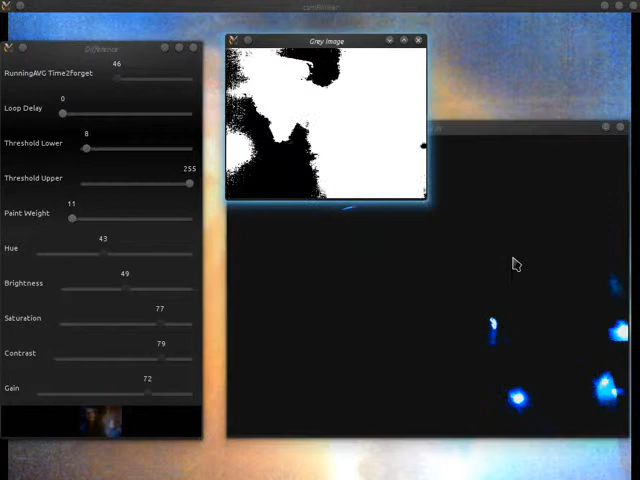 camPainter
Difference
Grey Image
46
RunningAVG Time2forget
0
Loop Delay
8
Threshold Lower
255
Threshold Upper
11
Paint Weight
43
Hue
49
Brightness
77
Saturation
79
Contrast
72
Gain